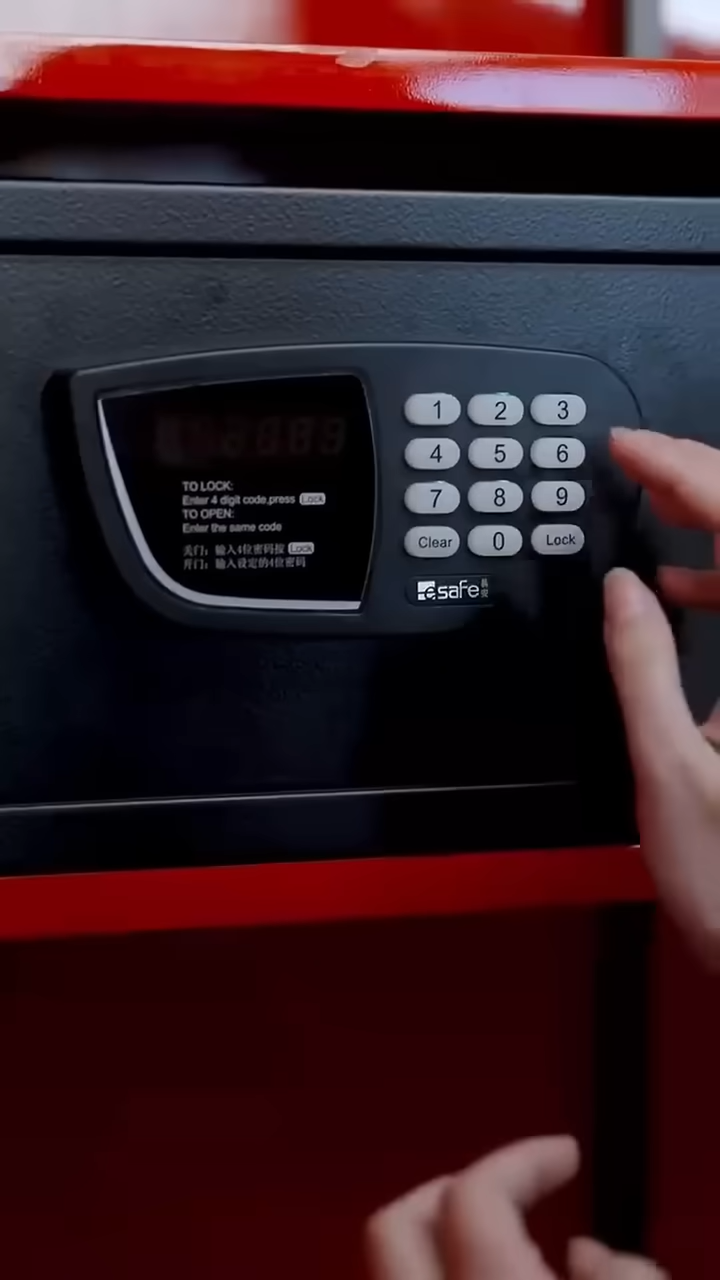 TO LOCK:
Enter 4 digit code,press Lock
TO OPEN:
Enter the same code
关门：输入4位密码按 Lock
开门：输入设定的4位密码
1 2 3
4 5 6
7 8 9
Clear 0 Lock
esafe